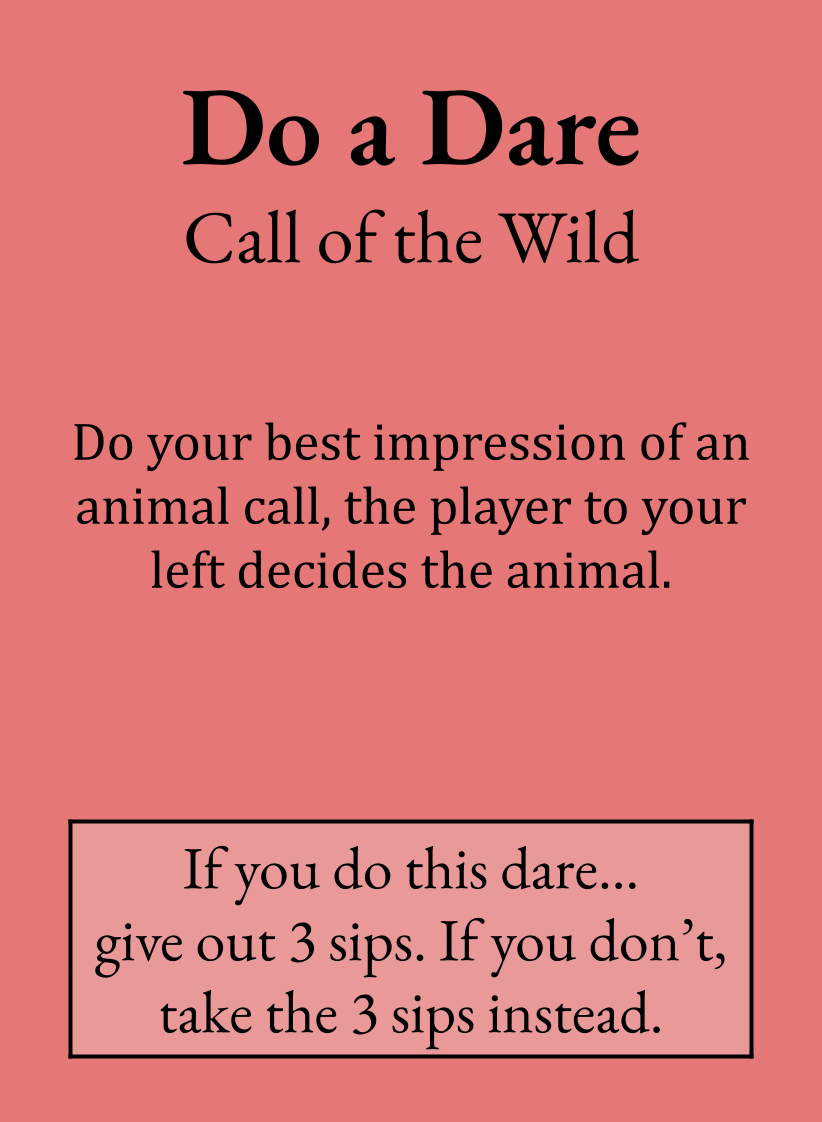 Do a Dare
Call of the Wild
Do your best impression of an
animal call, the player to your
left decides the animal.
If you do this dare...
give out 3 sips. If you don’t,
take the 3 sips instead.